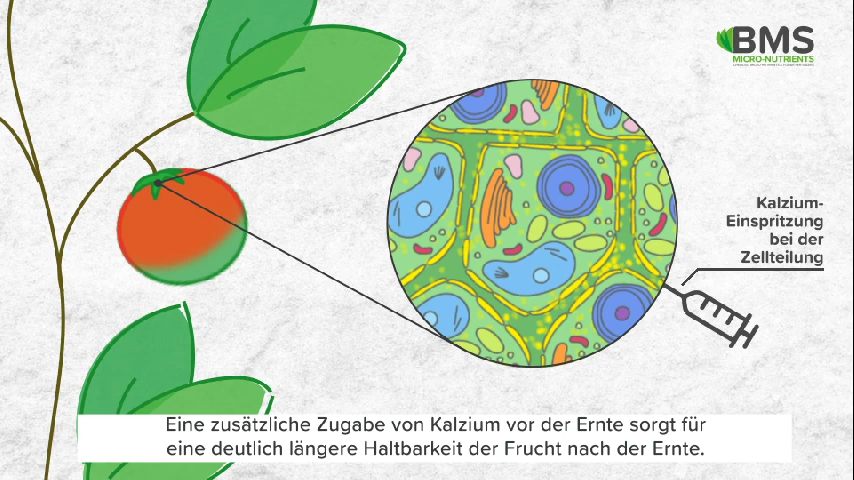 BMS
MICRO-NUTRIENTS
Kalzium-
Einspritzung
bei der
Zellteilung
Eine zusätzliche Zugabe von Kalzium vor der Ernte sorgt für
eine deutlich längere Haltbarkeit der Frucht nach der Ernte.